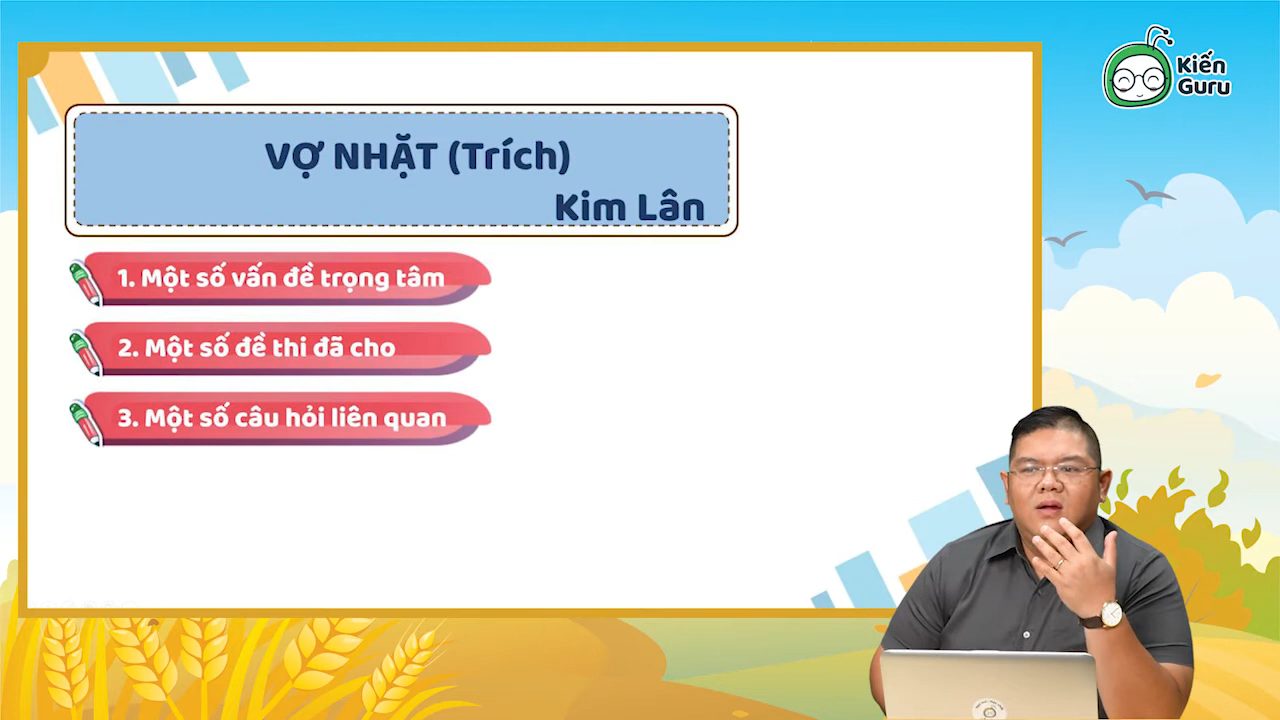 Kiến
Guru
VỢ NHẶT (Trích)
Kim Lân
1. Một số vấn đề trọng tâm
2. Một số đề thi đã cho
3. Một số câu hỏi liên quan